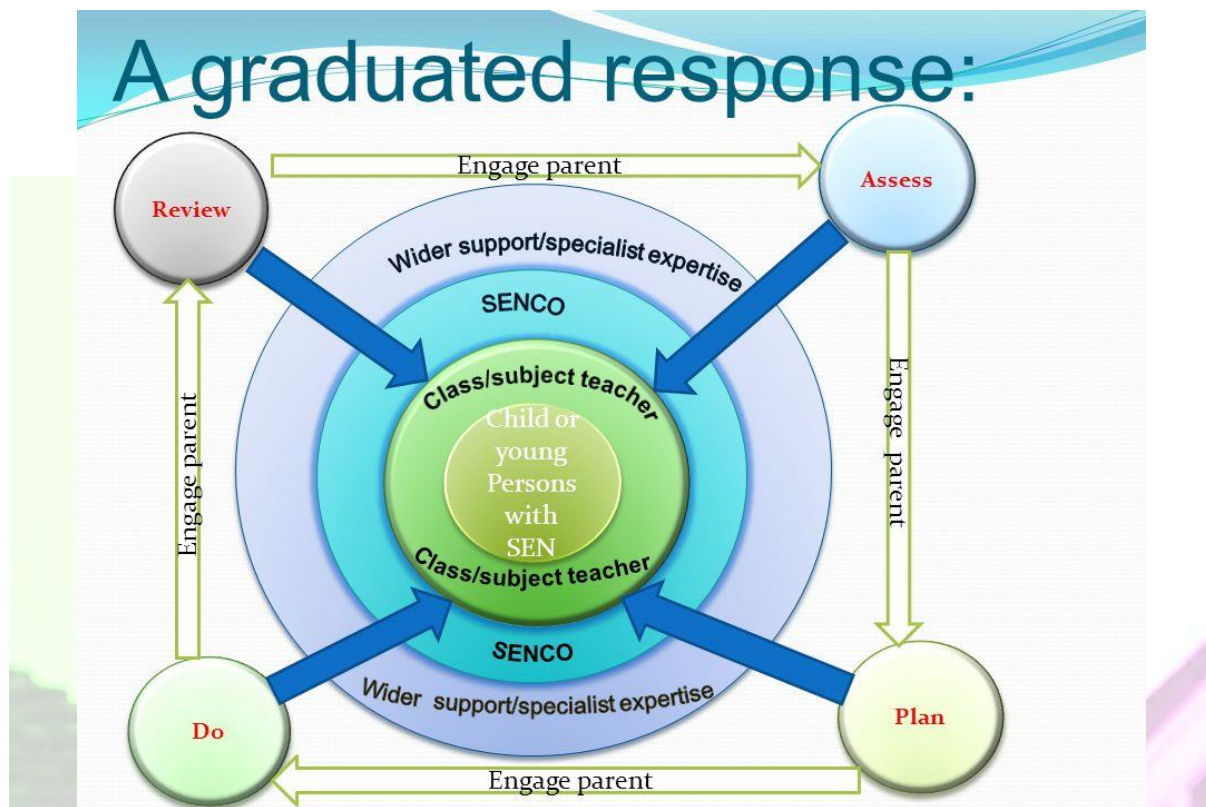 A graduated response:
Engage parent
Review
Assess
Wider support/specialist expertise
SENCO
Class/subject teacher
Child or
young
Persons
with
SEN
Engage parent
Engage parent
Class/subject teacher
SENCO
Wider support/specialist expertise
Do
Plan
Engage parent